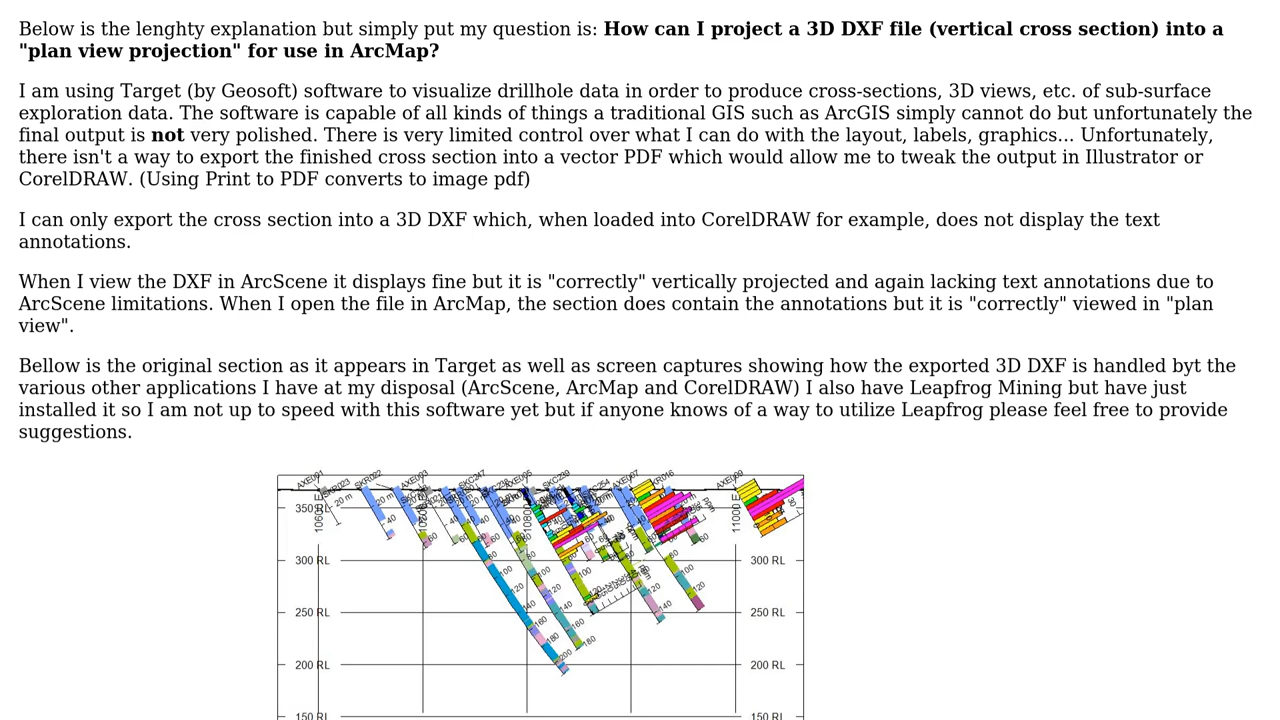 Below is the lenghty explanation but simply put my question is: How can I project a 3D DXF file (vertical cross section) into a
"plan view projection" for use in ArcMap?
I am using Target (by Geosoft) software to visualize drillhole data in order to produce cross-sections, 3D views, etc. of sub-surface
exploration data. The software is capable of all kinds of things a traditional GIS such as ArcGIS simply cannot do but unfortunately the
final output is not very polished. There is very limited control over what I can do with the layout, labels, graphics... Unfortunately,
there isn't a way to export the finished cross section into a vector PDF which would allow me to tweak the output in Illustrator or
CorelDRAW. (Using Print to PDF converts to image pdf)
I can only export the cross section into a 3D DXF which, when loaded into CorelDRAW for example, does not display the text
annotations.
When I view the DXF in ArcScene it displays fine but it is "correctly" vertically projected and again lacking text annotations due to
ArcScene limitations. When I open the file in ArcMap, the section does contain the annotations but it is "correctly" viewed in "plan
view".
Bellow is the original section as it appears in Target as well as screen captures showing how the exported 3D DXF is handled byt the
various other applications I have at my disposal (ArcScene, ArcMap and CorelDRAW) I also have Leapfrog Mining but have just
installed it so I am not up to speed with this software yet but if anyone knows of a way to utilize Leapfrog please feel free to provide
suggestions.
350
11000 E
300 RL
300 RL
250 RL
250 RL
200 RL
200 RL
150 RL
150 RL